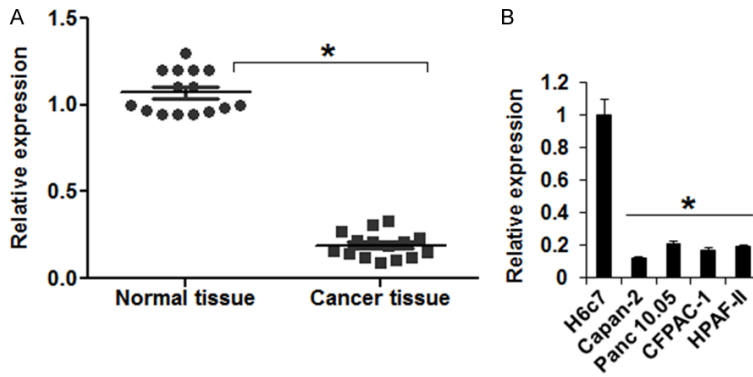 A
Relative expression
1.5
1.0
0.5
0.0
*
Normal tissue
Cancer tissue
B
Relative expression
1.2
1
0.8
0.6
0.4
0.2
0
*
H6c7
Capan-2
Panc 10.05
CFPAC-1
HPAF-II